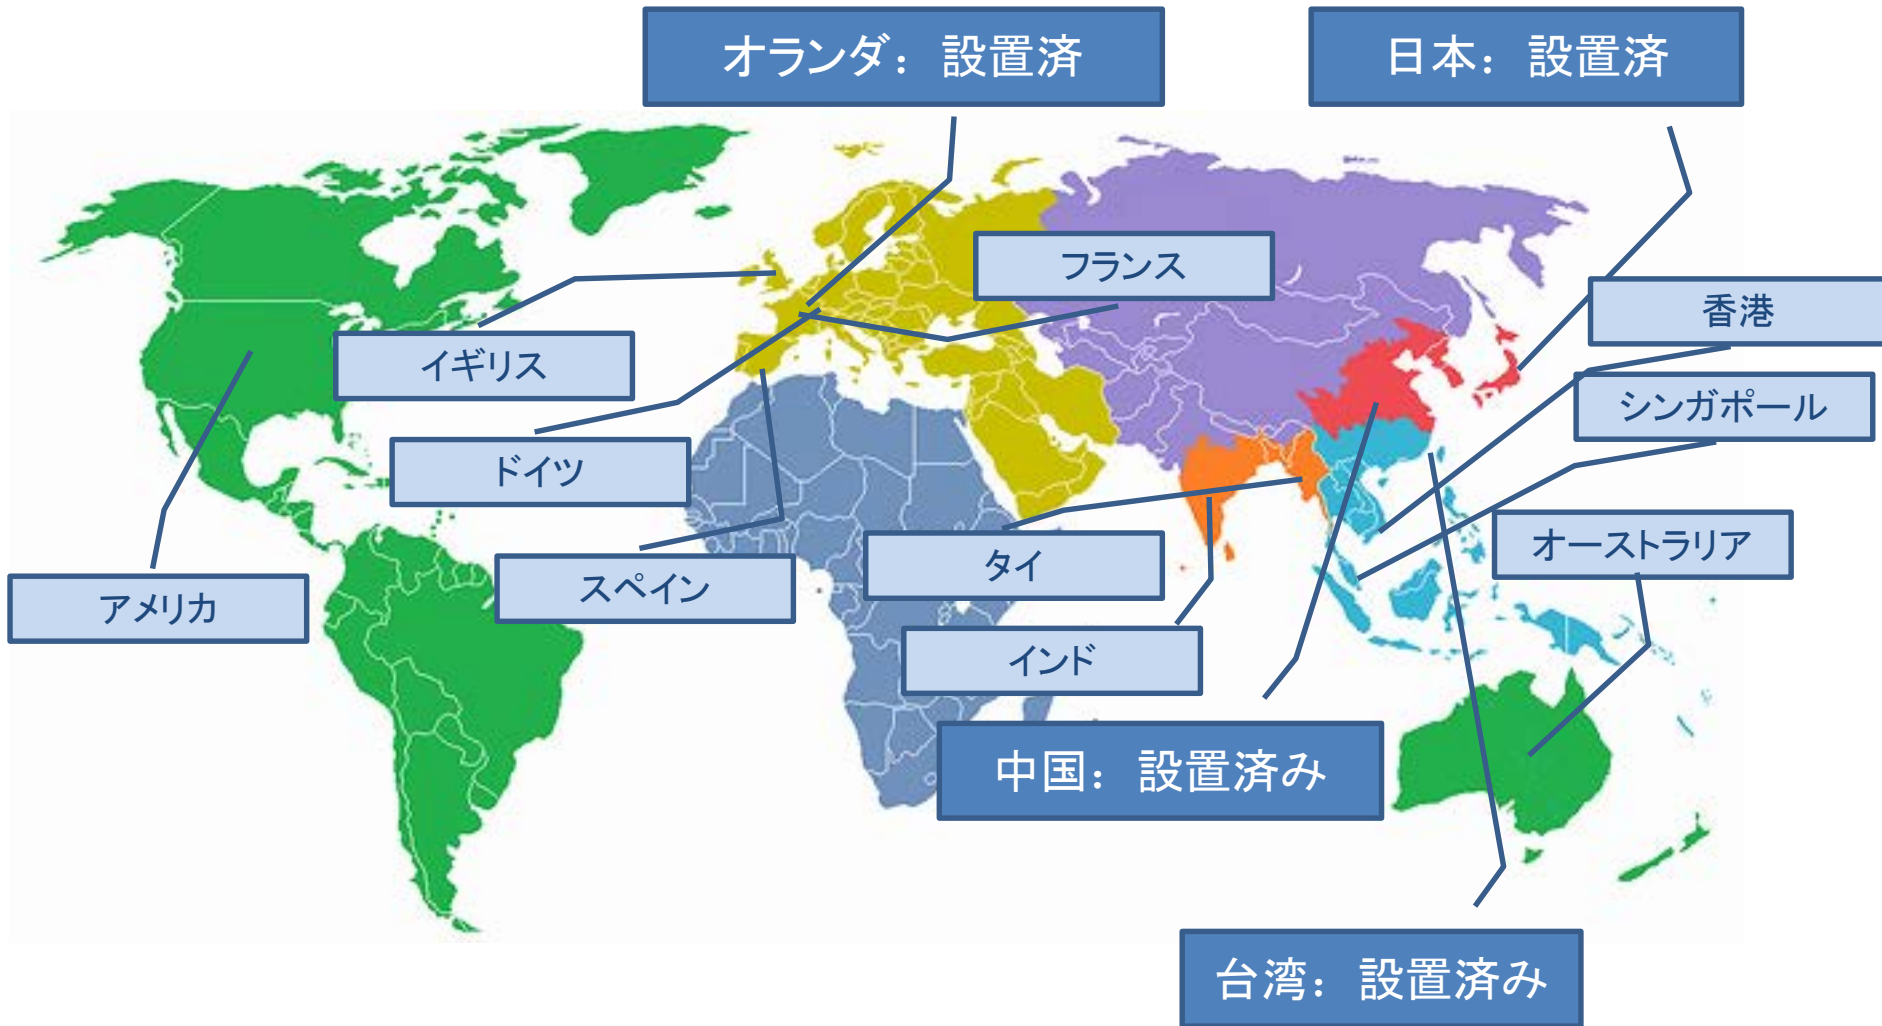 オランダ： 設置済
日本： 設置済
フランス
香港
イギリス
シンガポール
ドイツ
オーストラリア
タイ
スペイン
アメリカ
インド
中国： 設置済み
台湾： 設置済み